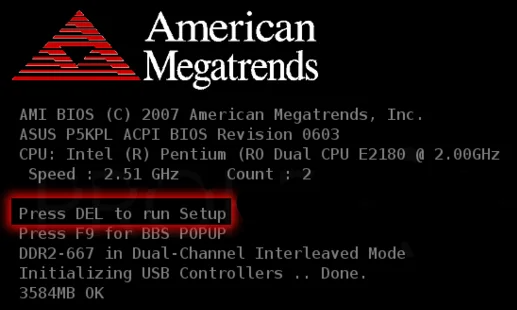 American
Megatrends
AMI BIOS (C) 2007 American Megatrends, Inc.
ASUS P5KPL ACPI BIOS Revision 0603
CPU: Intel (R) Pentium (RO Dual CPU E2180 @ 2.00GHz
Speed : 2.51 GHz Count : 2
Press DEL to run Setup
Press F9 for BBS POPUP
DDR2-667 in Dual-Channel Interleaved Mode
Initializing USB Controllers .. Done.
3584MB OK